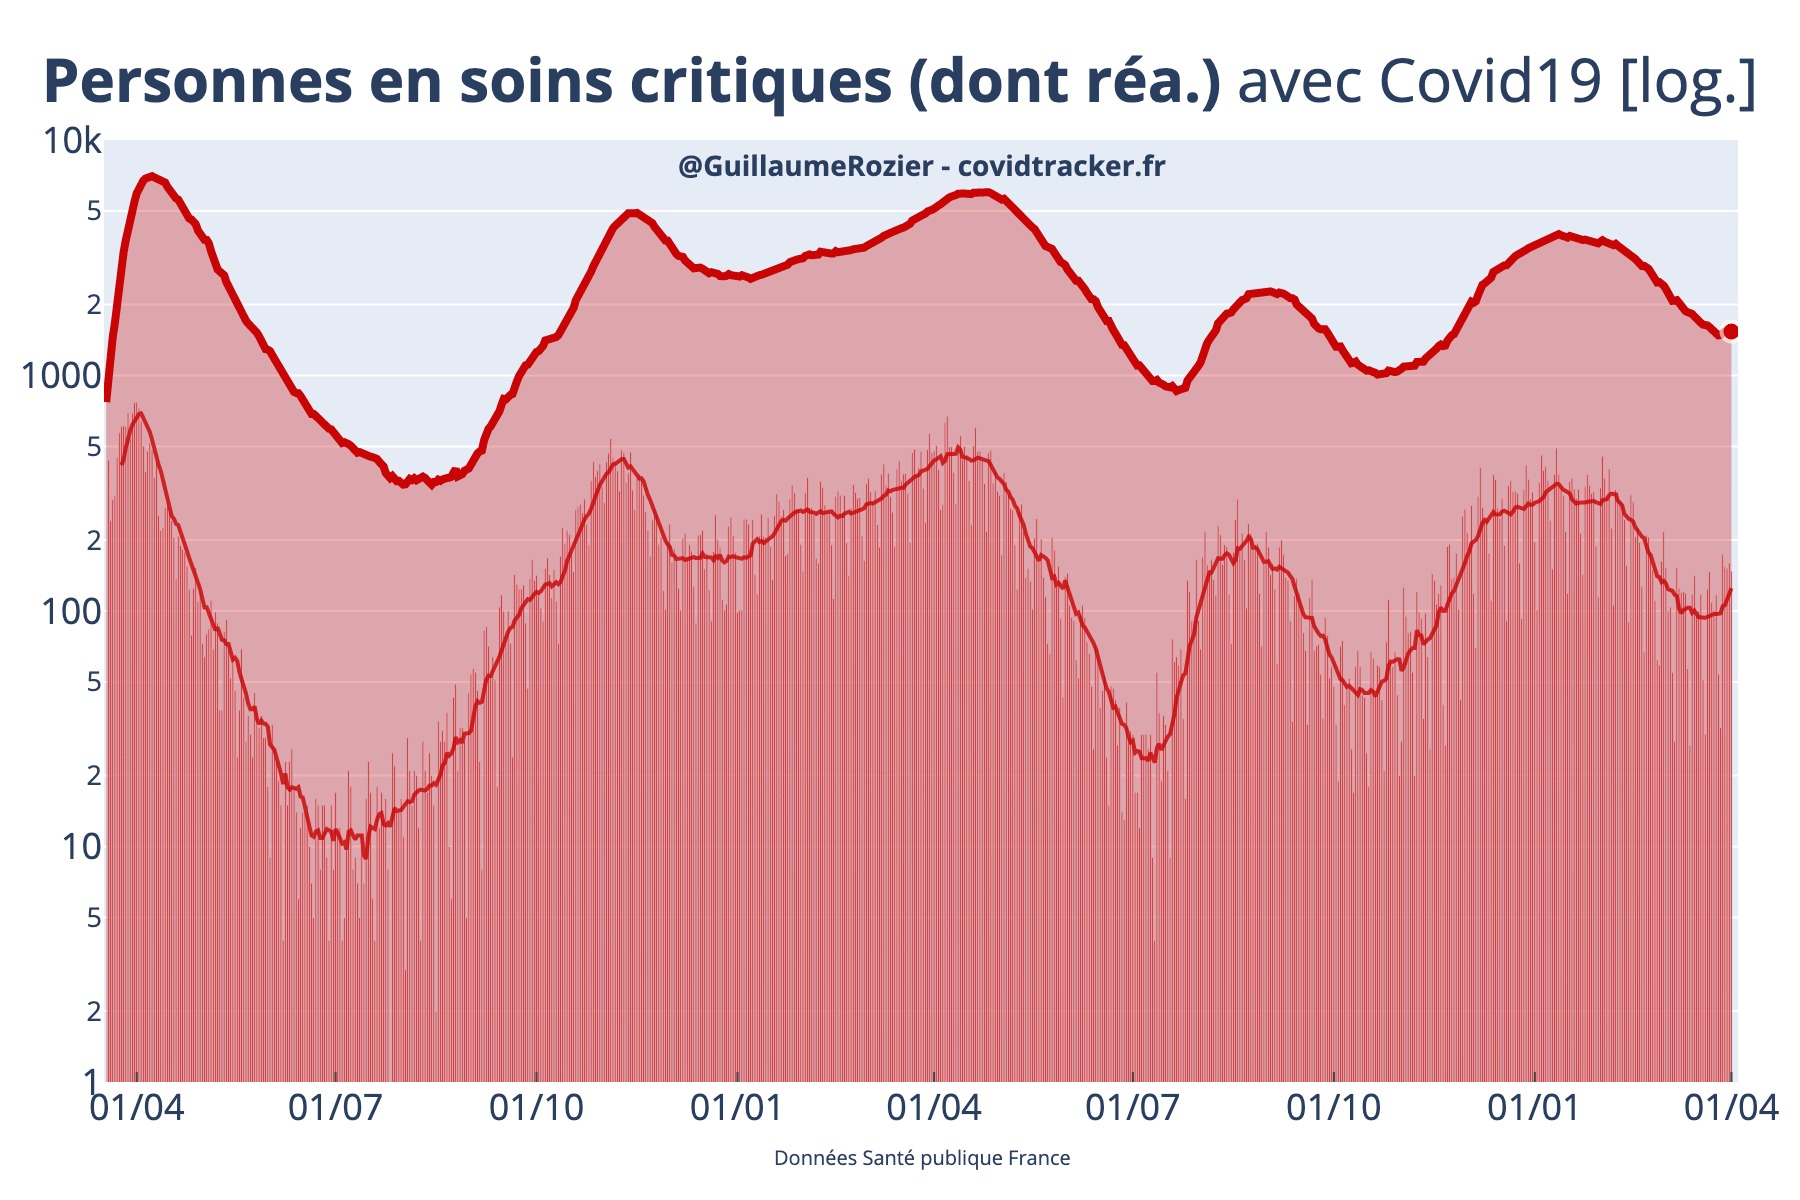 Personnes en soins critiques (dont réa.) avec Covid19 [log.]
@GuillaumeRozier - covidtracker.fr
10k
5
2
1000
5
2
100
5
2
10
5
2
1
01/04 01/07 01/10 01/01 01/04 01/07 01/10 01/01 01/04
Données Santé publique France